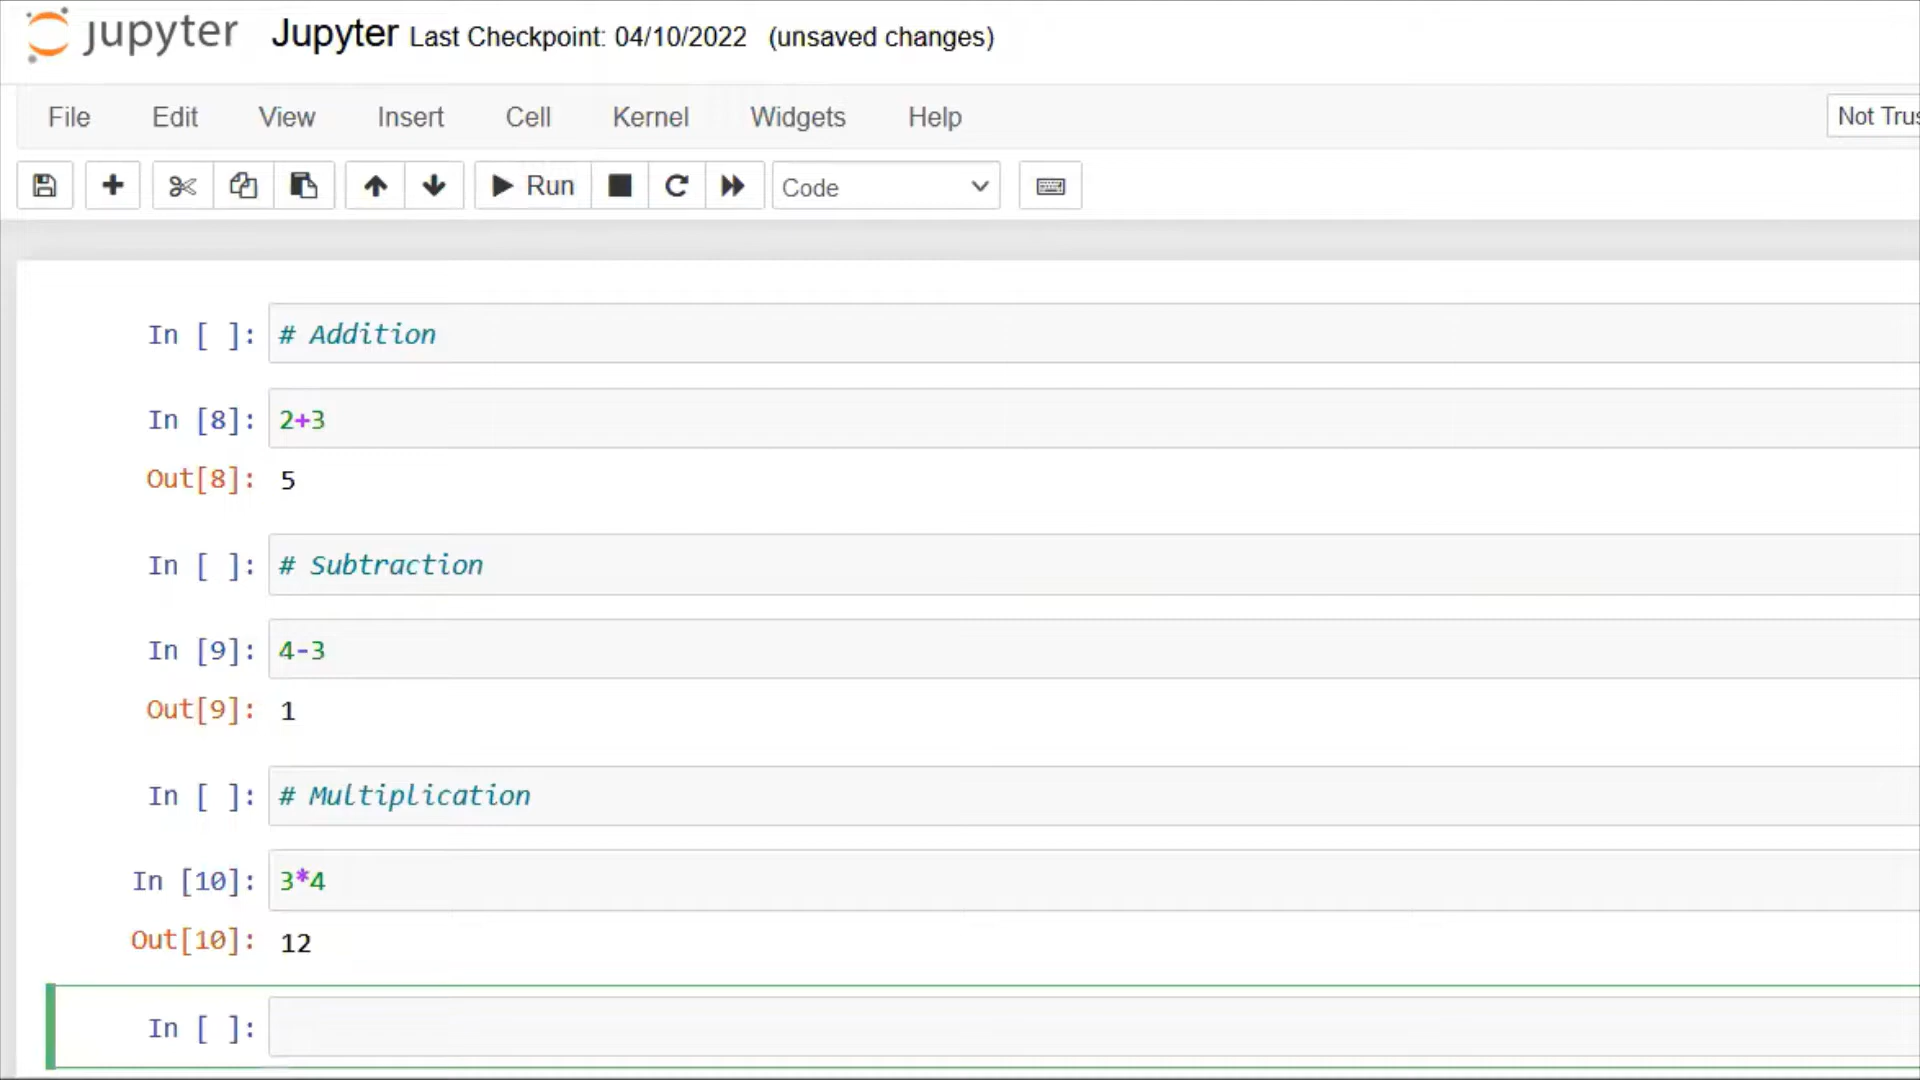 jupyter Jupyter Last Checkpoint: 04/10/2022 (unsaved changes)
File Edit View Insert Cell Kernel Widgets Help Not Trus
Run Code
In [ ]: # Addition
In [8]: 2+3
Out[8]: 5
In [ ]: # Subtraction
In [9]: 4-3
Out[9]: 1
In [ ]: # Multiplication
In [10]: 3*4
Out[10]: 12
In [ ]: